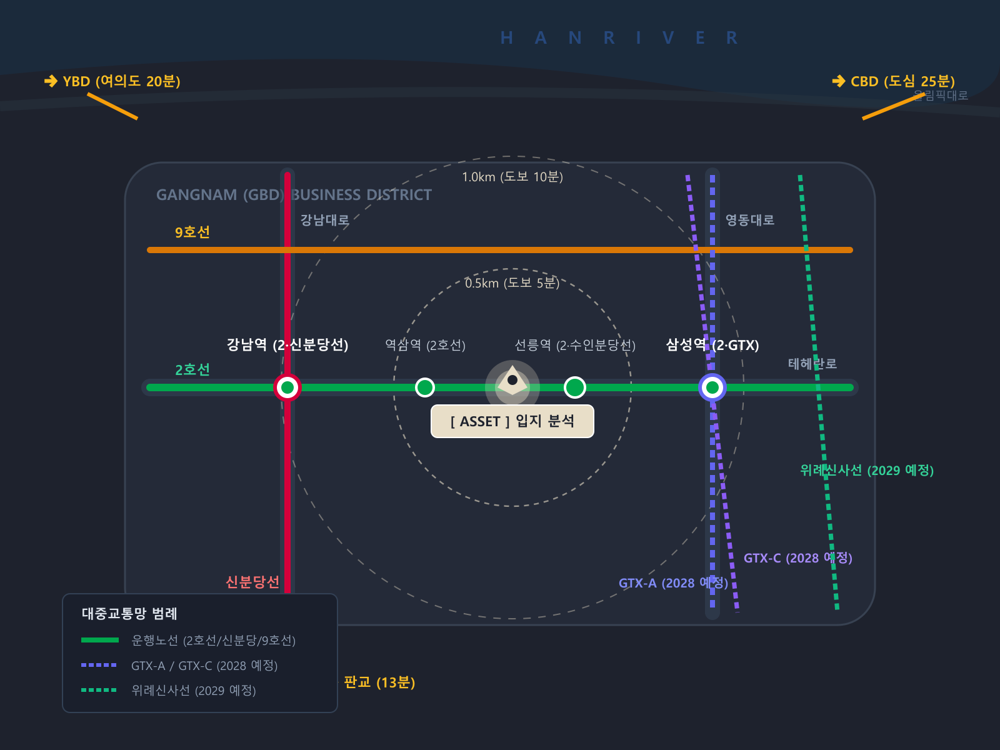 H A N R I V E R
YBD (여의도 20분)
CBD (도심 25분)
올림픽대로
1.0km (도보 10분)
GANGNAM (GBD) BUSINESS DISTRICT
강남대로
영동대로
9호선
0.5km (도보 5분)
강남역 (2·신분당선)
역삼역 (2호선)
선릉역 (2·수인분당선)
삼성역 (2·GTX)
2호선
테헤란로
[ ASSET ] 입지 분석
위례신사선 (2029 예정)
GTX-C (2028 예정)
신분당선
GTX-A (2028 예정)
대중교통망 범례
운행노선 (2호선/신분당/9호선)
GTX-A / GTX-C (2028 예정)
위례신사선 (2029 예정)
판교 (13분)